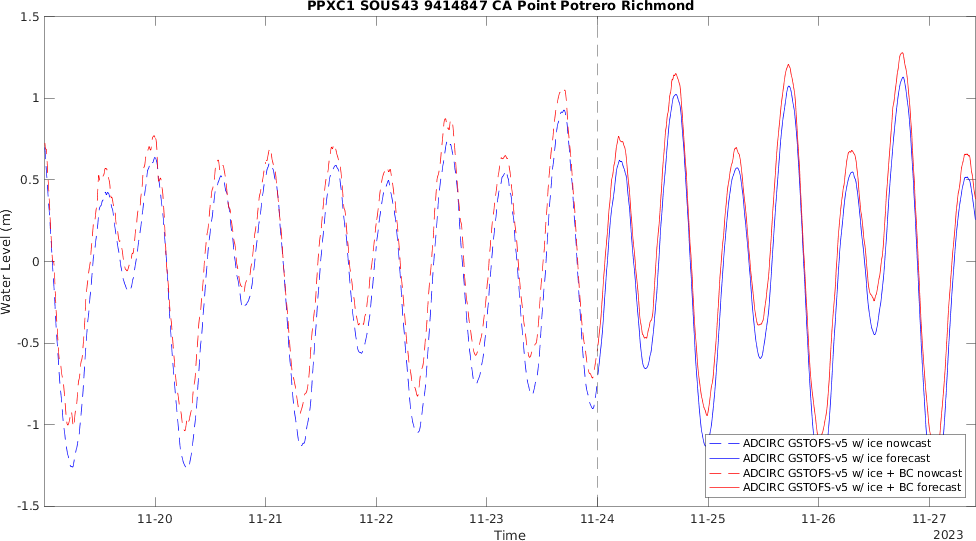 PPXC1 SOUS43 9414847 CA Point Potrero Richmond
1.5
1
0.5
0
-0.5
-1
-1.5
Water Level (m)
11-20 11-21 11-22 11-23 11-24 11-25 11-26 11-27
Time
2023
ADCIRC GSTOFS-v5 w/ ice nowcast
ADCIRC GSTOFS-v5 w/ ice forecast
ADCIRC GSTOFS-v5 w/ ice + BC nowcast
ADCIRC GSTOFS-v5 w/ ice + BC forecast